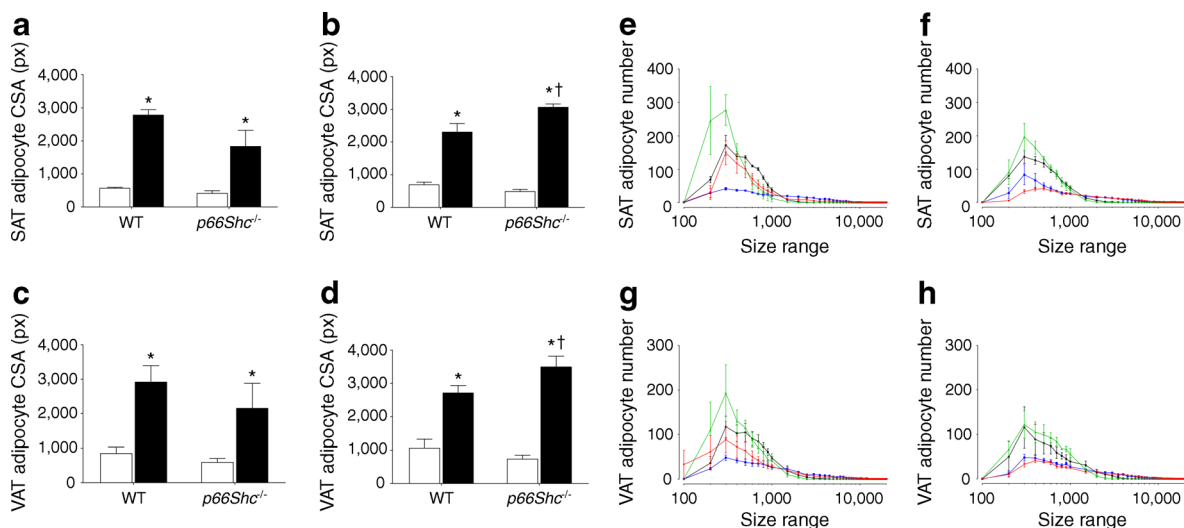 a
SAT adipocyte CSA (px)
4,000
3,000
2,000
1,000
0
*
*
WT
p66Shc-/-
b
SAT adipocyte CSA (px)
4,000
3,000
2,000
1,000
0
*
*†
WT
p66Shc-/-
e
SAT adipocyte number
400
300
200
100
0
100
1,000
10,000
Size range
f
SAT adipocyte number
400
300
200
100
0
100
1,000
10,000
Size range
c
VAT adipocyte CSA (px)
4,000
3,000
2,000
1,000
0
*
*
WT
p66Shc-/-
d
VAT adipocyte CSA (px)
4,000
3,000
2,000
1,000
0
*
*†
WT
p66Shc-/-
g
VAT adipocyte number
300
200
100
0
100
1,000
10,000
Size range
h
VAT adipocyte number
300
200
100
0
100
1,000
10,000
Size range